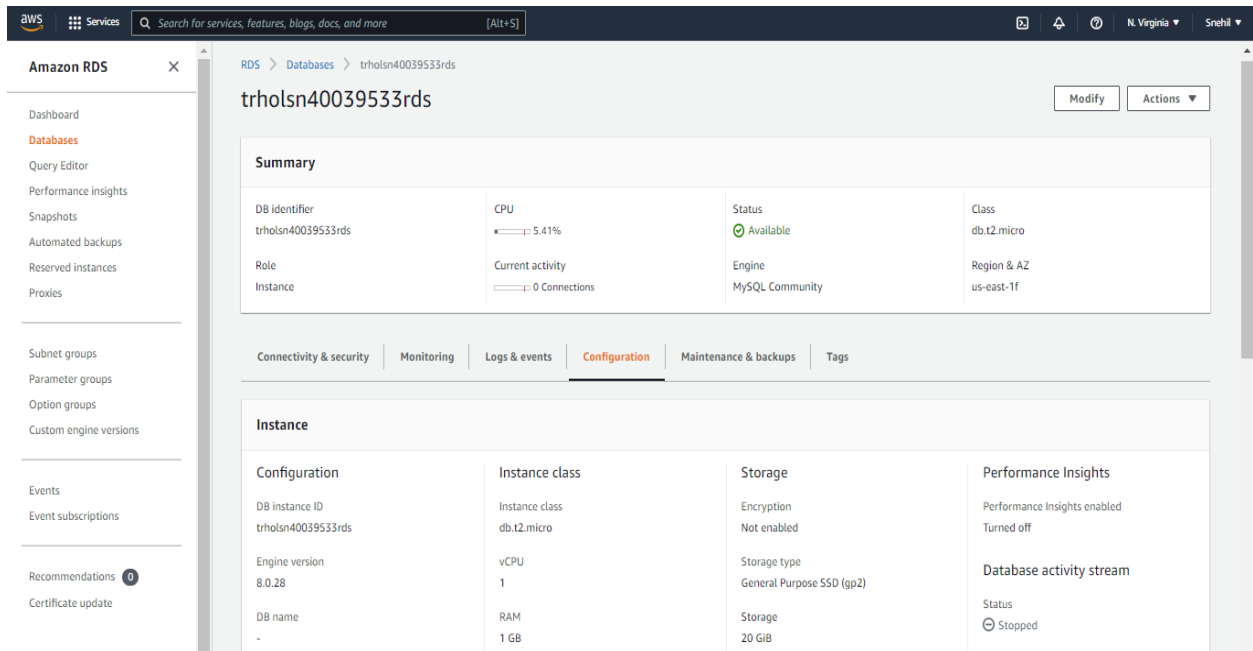 aws Services Search for services, features, blogs, docs, and more [Alt+S] N. Virginia ▼ Snehil ▼
Amazon RDS ×
Dashboard
Databases
Query Editor
Performance insights
Snapshots
Automated backups
Reserved instances
Proxies
Subnet groups
Parameter groups
Option groups
Custom engine versions
Events
Event subscriptions
Recommendations 0
Certificate update
RDS > Databases > trholsn40039533rds
trholsn40039533rds
Modify Actions ▼
Summary
DB identifier
trholsn40039533rds
Role
Instance
CPU
5.41%
Current activity
0 Connections
Status
Available
Engine
MySQL Community
Class
db.t2.micro
Region & AZ
us-east-1f
Connectivity & security Monitoring Logs & events Configuration Maintenance & backups Tags
Instance
Configuration
DB instance ID
trholsn40039533rds
Engine version
8.0.28
DB name
-
Instance class
Instance class
db.t2.micro
vCPU
1
RAM
1 GB
Storage
Encryption
Not enabled
Storage type
General Purpose SSD (gp2)
Storage
20 GiB
Performance Insights
Performance Insights enabled
Turned off
Database activity stream
Status
Stopped